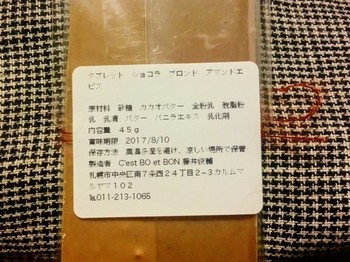 タブレット ショコラ ブロンド アマンドエ
ピス
原材料 砂糖 カカオバター 全粉乳 脱脂粉
乳 乳清 バター バニラエキス 乳化剤
内容量 45g
賞味期限 2017/8/10
保存方法 高温多湿を避け、涼しい場所で保管
製造者 C'est BO et BON 藤井俊輔
札幌市中央区南7条西24丁目2-3カルムマ
ルヤマ102
℡011-213-1065